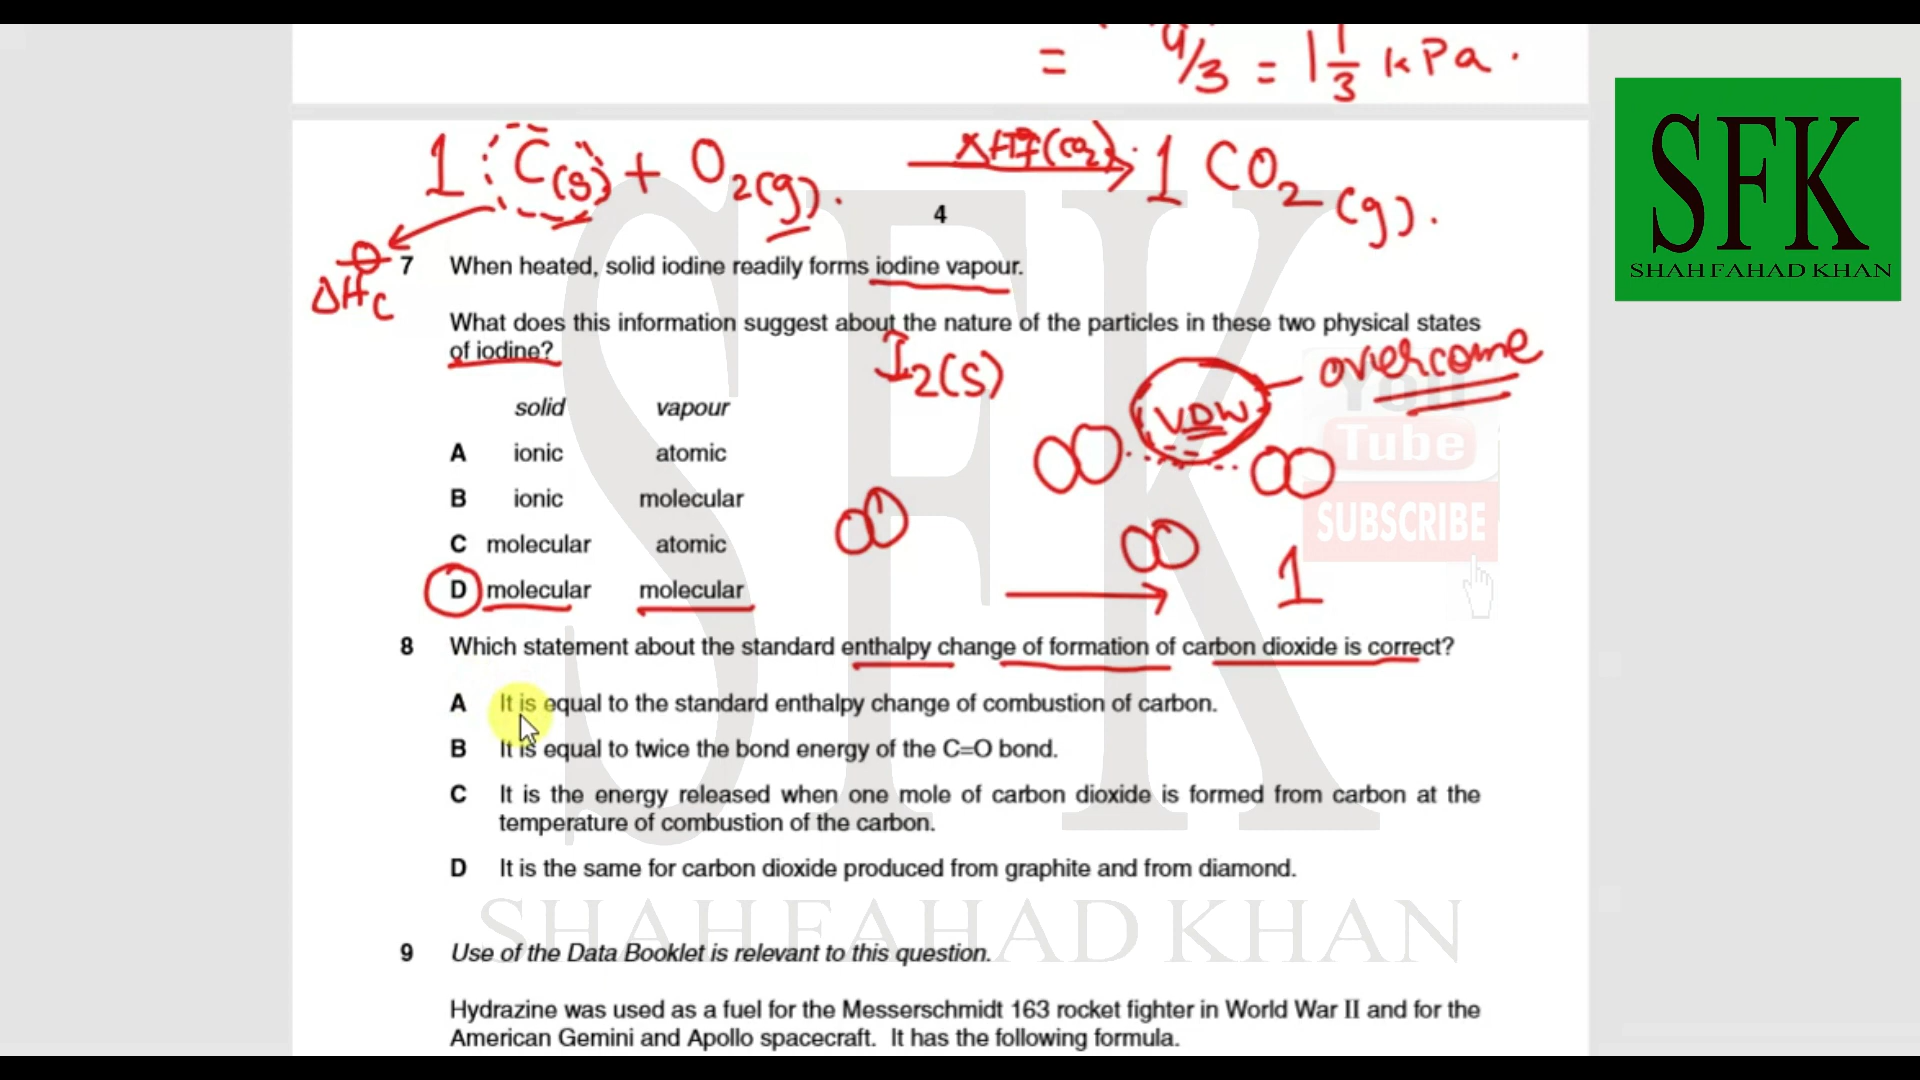 = 4/3 = 1 1/3 kPa.
1 C(s) + O2(g). ΔHf(CO2) 1 CO2(g).
4
ΔHc
7 When heated, solid iodine readily forms iodine vapour.
What does this information suggest about the nature of the particles in these two physical states
of iodine?
I2(s)
VDW
overcome
solid vapour
A ionic atomic
B ionic molecular
C molecular atomic
D molecular molecular
1
8 Which statement about the standard enthalpy change of formation of carbon dioxide is correct?
A It is equal to the standard enthalpy change of combustion of carbon.
B It is equal to twice the bond energy of the C=O bond.
C It is the energy released when one mole of carbon dioxide is formed from carbon at the
temperature of combustion of the carbon.
D It is the same for carbon dioxide produced from graphite and from diamond.
9 Use of the Data Booklet is relevant to this question.
Hydrazine was used as a fuel for the Messerschmidt 163 rocket fighter in World War II and for the
American Gemini and Apollo spacecraft. It has the following formula.
SFK
SHAH FAHAD KHAN
You
Tube
SUBSCRIBE
SFK
SHAH FAHAD KHAN